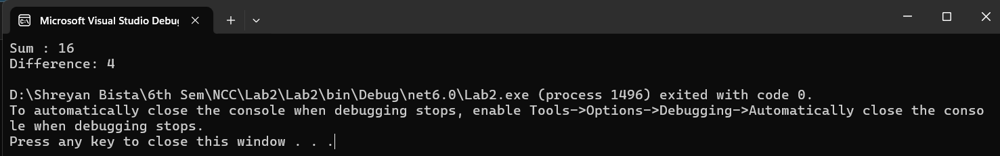 Microsoft Visual Studio Debu
Sum : 16
Difference: 4
D:\Shreyan Bista\6th Sem\NCC\Lab2\Lab2\bin\Debug\net6.0\Lab2.exe (process 1496) exited with code 0.
To automatically close the console when debugging stops, enable Tools->Options->Debugging->Automatically close the conso
le when debugging stops.
Press any key to close this window . . .